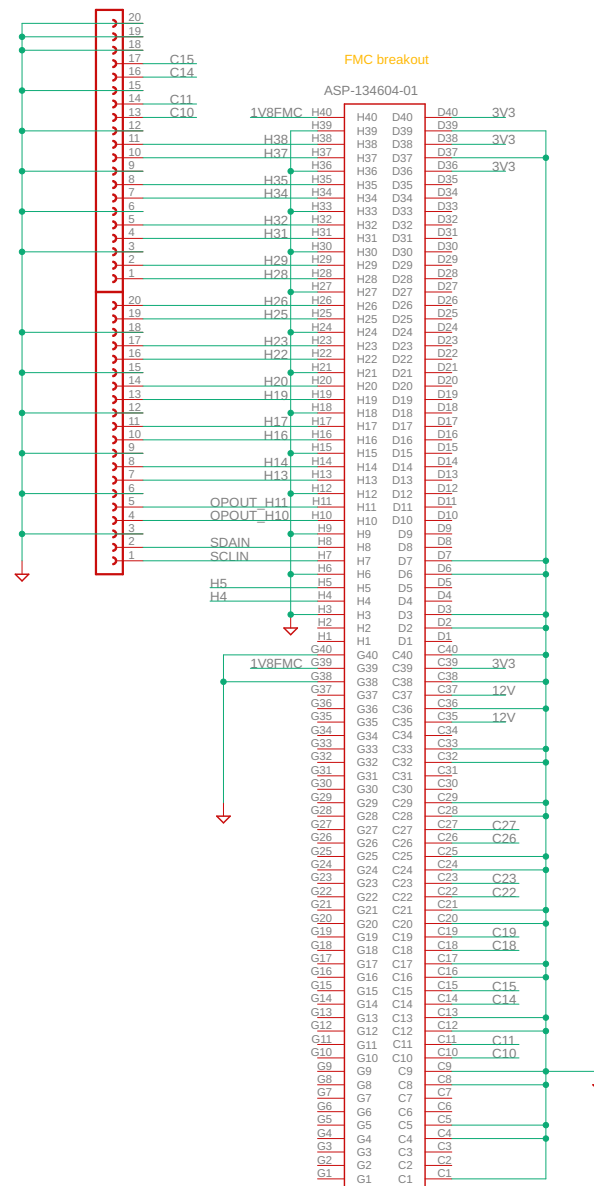 FMC breakout
ASP-134604-01
20
19
18
17 C15
16 C14
15
14 C11
13 C10
12
11 H38
10 H37
9
8 H35
7 H34
6
5 H32
4 H31
3
2 H29
1 H28
20 H26
19 H25
18
17 H23
16 H22
15
14 H20
13 H19
12
11 H17
10 H16
9
8 H14
7 H13
6
5 OPOUT_H11
4 OPOUT_H10
3
2 SDAIN
1 SCLIN
H5
H4
1V8FMC H40 H40 D40 D40 3V3
H39 H39 D39 D39
H38 H38 D38 D38 3V3
H37 H37 D37 D37
H36 H36 D36 D36 3V3
H35 H35 D35 D35
H34 H34 D34 D34
H33 H33 D33 D33
H32 H32 D32 D32
H31 H31 D31 D31
H30 H30 D30 D30
H29 H29 D29 D29
H28 H28 D28 D28
H27 H27 D27 D27
H26 H26 D26 D26
H25 H25 D25 D25
H24 H24 D24 D24
H23 H23 D23 D23
H22 H22 D22 D22
H21 H21 D21 D21
H20 H20 D20 D20
H19 H19 D19 D19
H18 H18 D18 D18
H17 H17 D17 D17
H16 H16 D16 D16
H15 H15 D15 D15
H14 H14 D14 D14
H13 H13 D13 D13
H12 H12 D12 D12
H11 H11 D11 D11
H10 H10 D10 D10
H9 H9 D9 D9
H8 H8 D8 D8
H7 H7 D7 D7
H6 H6 D6 D6
H5 H5 D5 D5
H4 H4 D4 D4
H3 H3 D3 D3
H2 H2 D2 D2
H1 H1 D1 D1
G40 G40 C40 C40
1V8FMC G39 G39 C39 C39 3V3
G38 G38 C38 C38
G37 G37 C37 C37 12V
G36 G36 C36 C36
G35 G35 C35 C35 12V
G34 G34 C34 C34
G33 G33 C33 C33
G32 G32 C32 C32
G31 G31 C31 C31
G30 G30 C30 C30
G29 G29 C29 C29
G28 G28 C28 C28
G27 G27 C27 C27 C27
G26 G26 C26 C26 C26
G25 G25 C25 C25
G24 G24 C24 C24
G23 G23 C23 C23 C23
G22 G22 C22 C22 C22
G21 G21 C21 C21
G20 G20 C20 C20
G19 G19 C19 C19 C19
G18 G18 C18 C18 C18
G17 G17 C17 C17
G16 G16 C16 C16
G15 G15 C15 C15 C15
G14 G14 C14 C14 C14
G13 G13 C13 C13
G12 G12 C12 C12
G11 G11 C11 C11 C11
G10 G10 C10 C10 C10
G9 G9 C9 C9
G8 G8 C8 C8
G7 G7 C7 C7
G6 G6 C6 C6
G5 G5 C5 C5
G4 G4 C4 C4
G3 G3 C3 C3
G2 G2 C2 C2
G1 G1 C1 C1